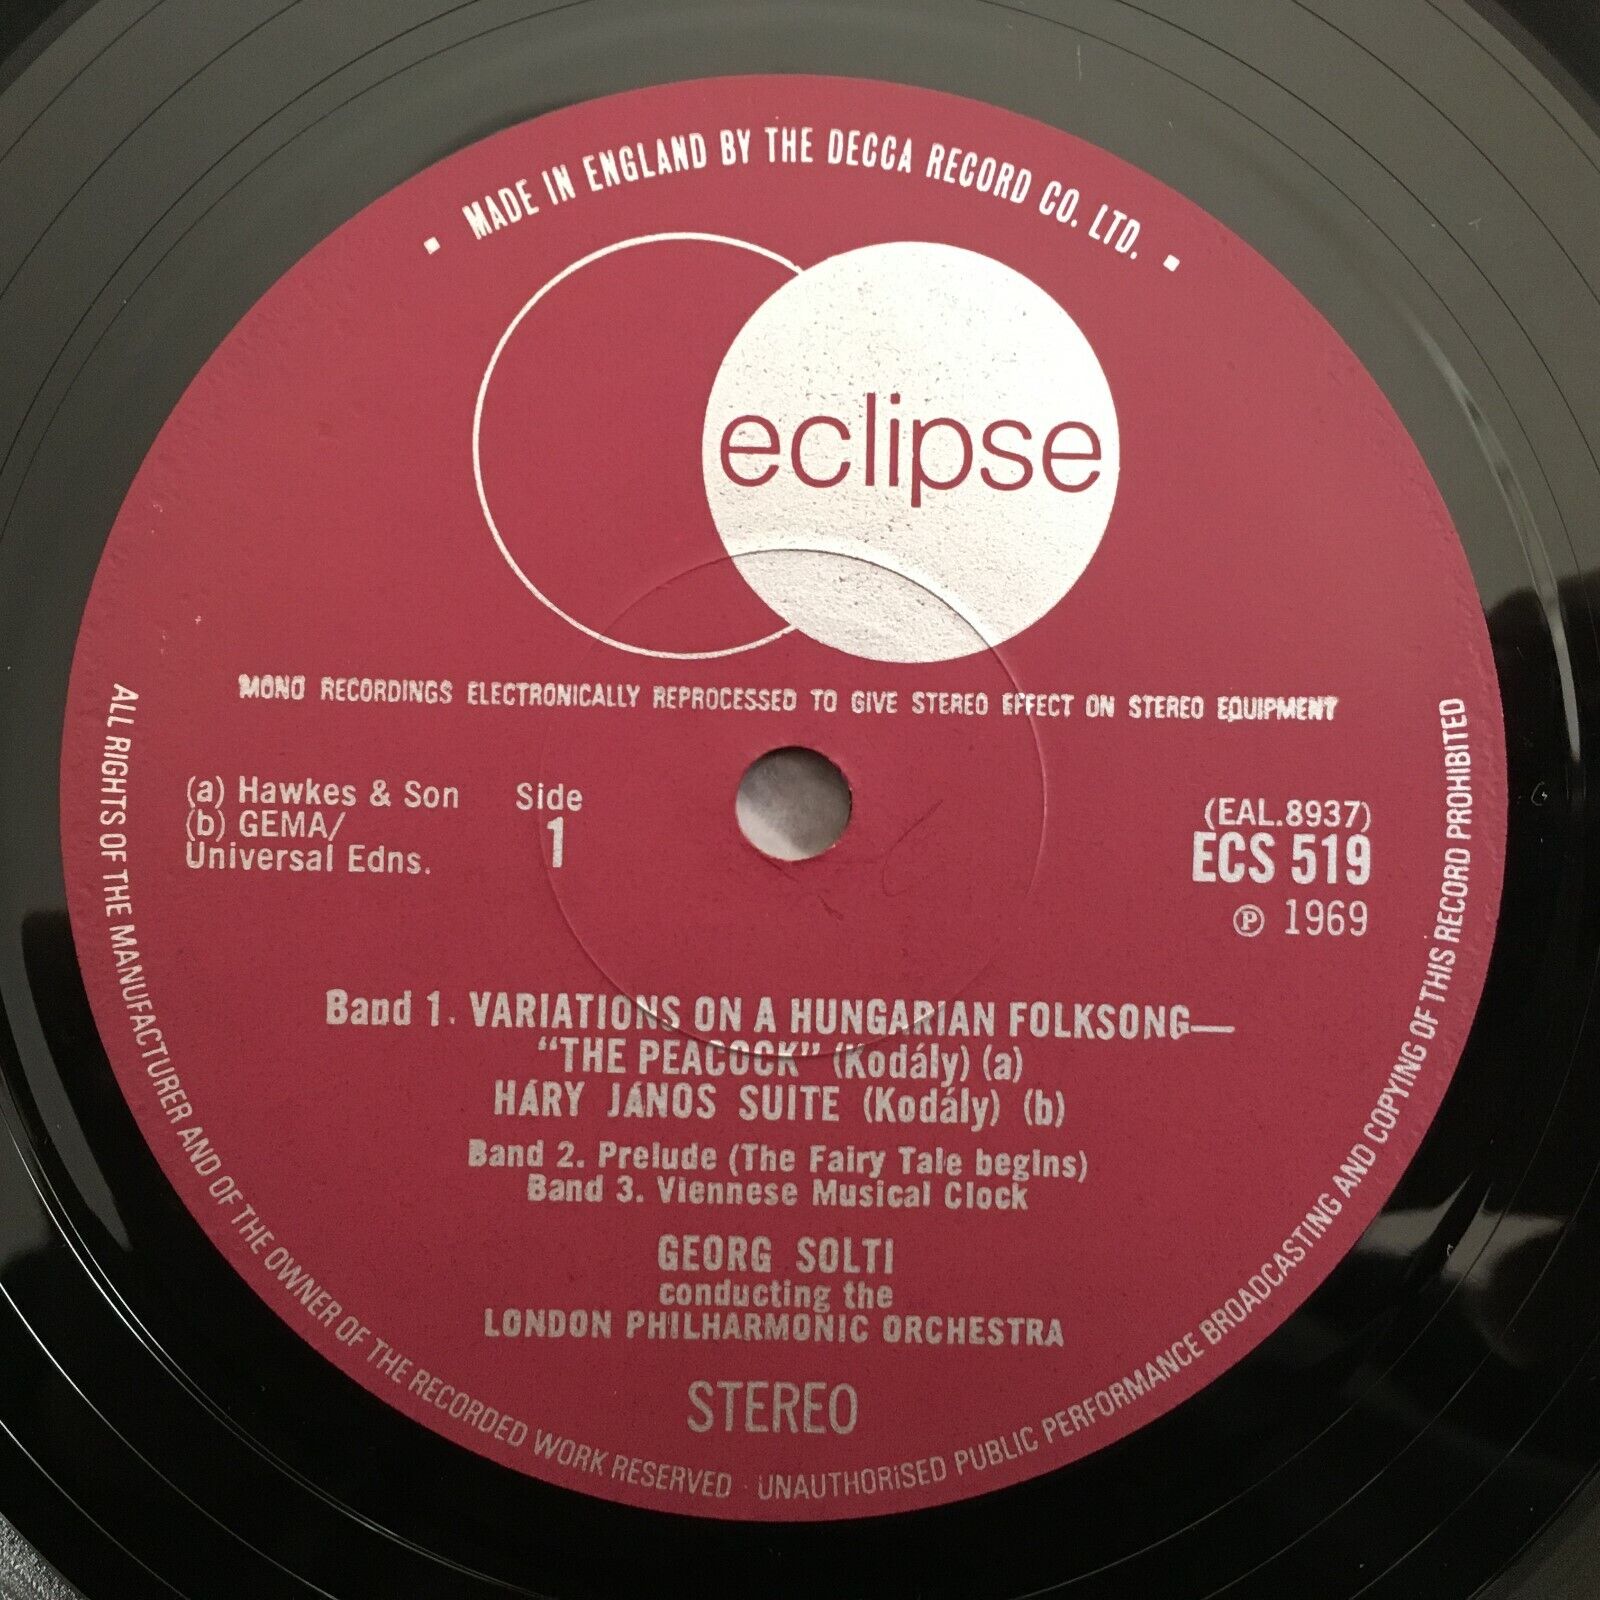 • MADE IN ENGLAND BY THE DECCA RECORD CO. LTD. •
eclipse
MONO RECORDINGS ELECTRONICALLY REPROCESSED TO GIVE STEREO EFFECT ON STEREO EQUIPMENT
(a) Hawkes & Son
(b) GEMA/
Universal Edns.
Side
1
(EAL.8937)
ECS 519
℗ 1969
Band 1. VARIATIONS ON A HUNGARIAN FOLKSONG—
"THE PEACOCK" (Kodály) (a)
HÁRY JÁNOS SUITE (Kodály) (b)
Band 2. Prelude (The Fairy Tale begins)
Band 3. Viennese Musical Clock
GEORG SOLTI
conducting the
LONDON PHILHARMONIC ORCHESTRA
STEREO
ALL RIGHTS OF THE MANUFACTURER AND OF THE OWNER OF THE RECORDED WORK RESERVED · UNAUTHORISED PUBLIC PERFORMANCE BROADCASTING AND COPYING OF THIS RECORD PROHIBITED